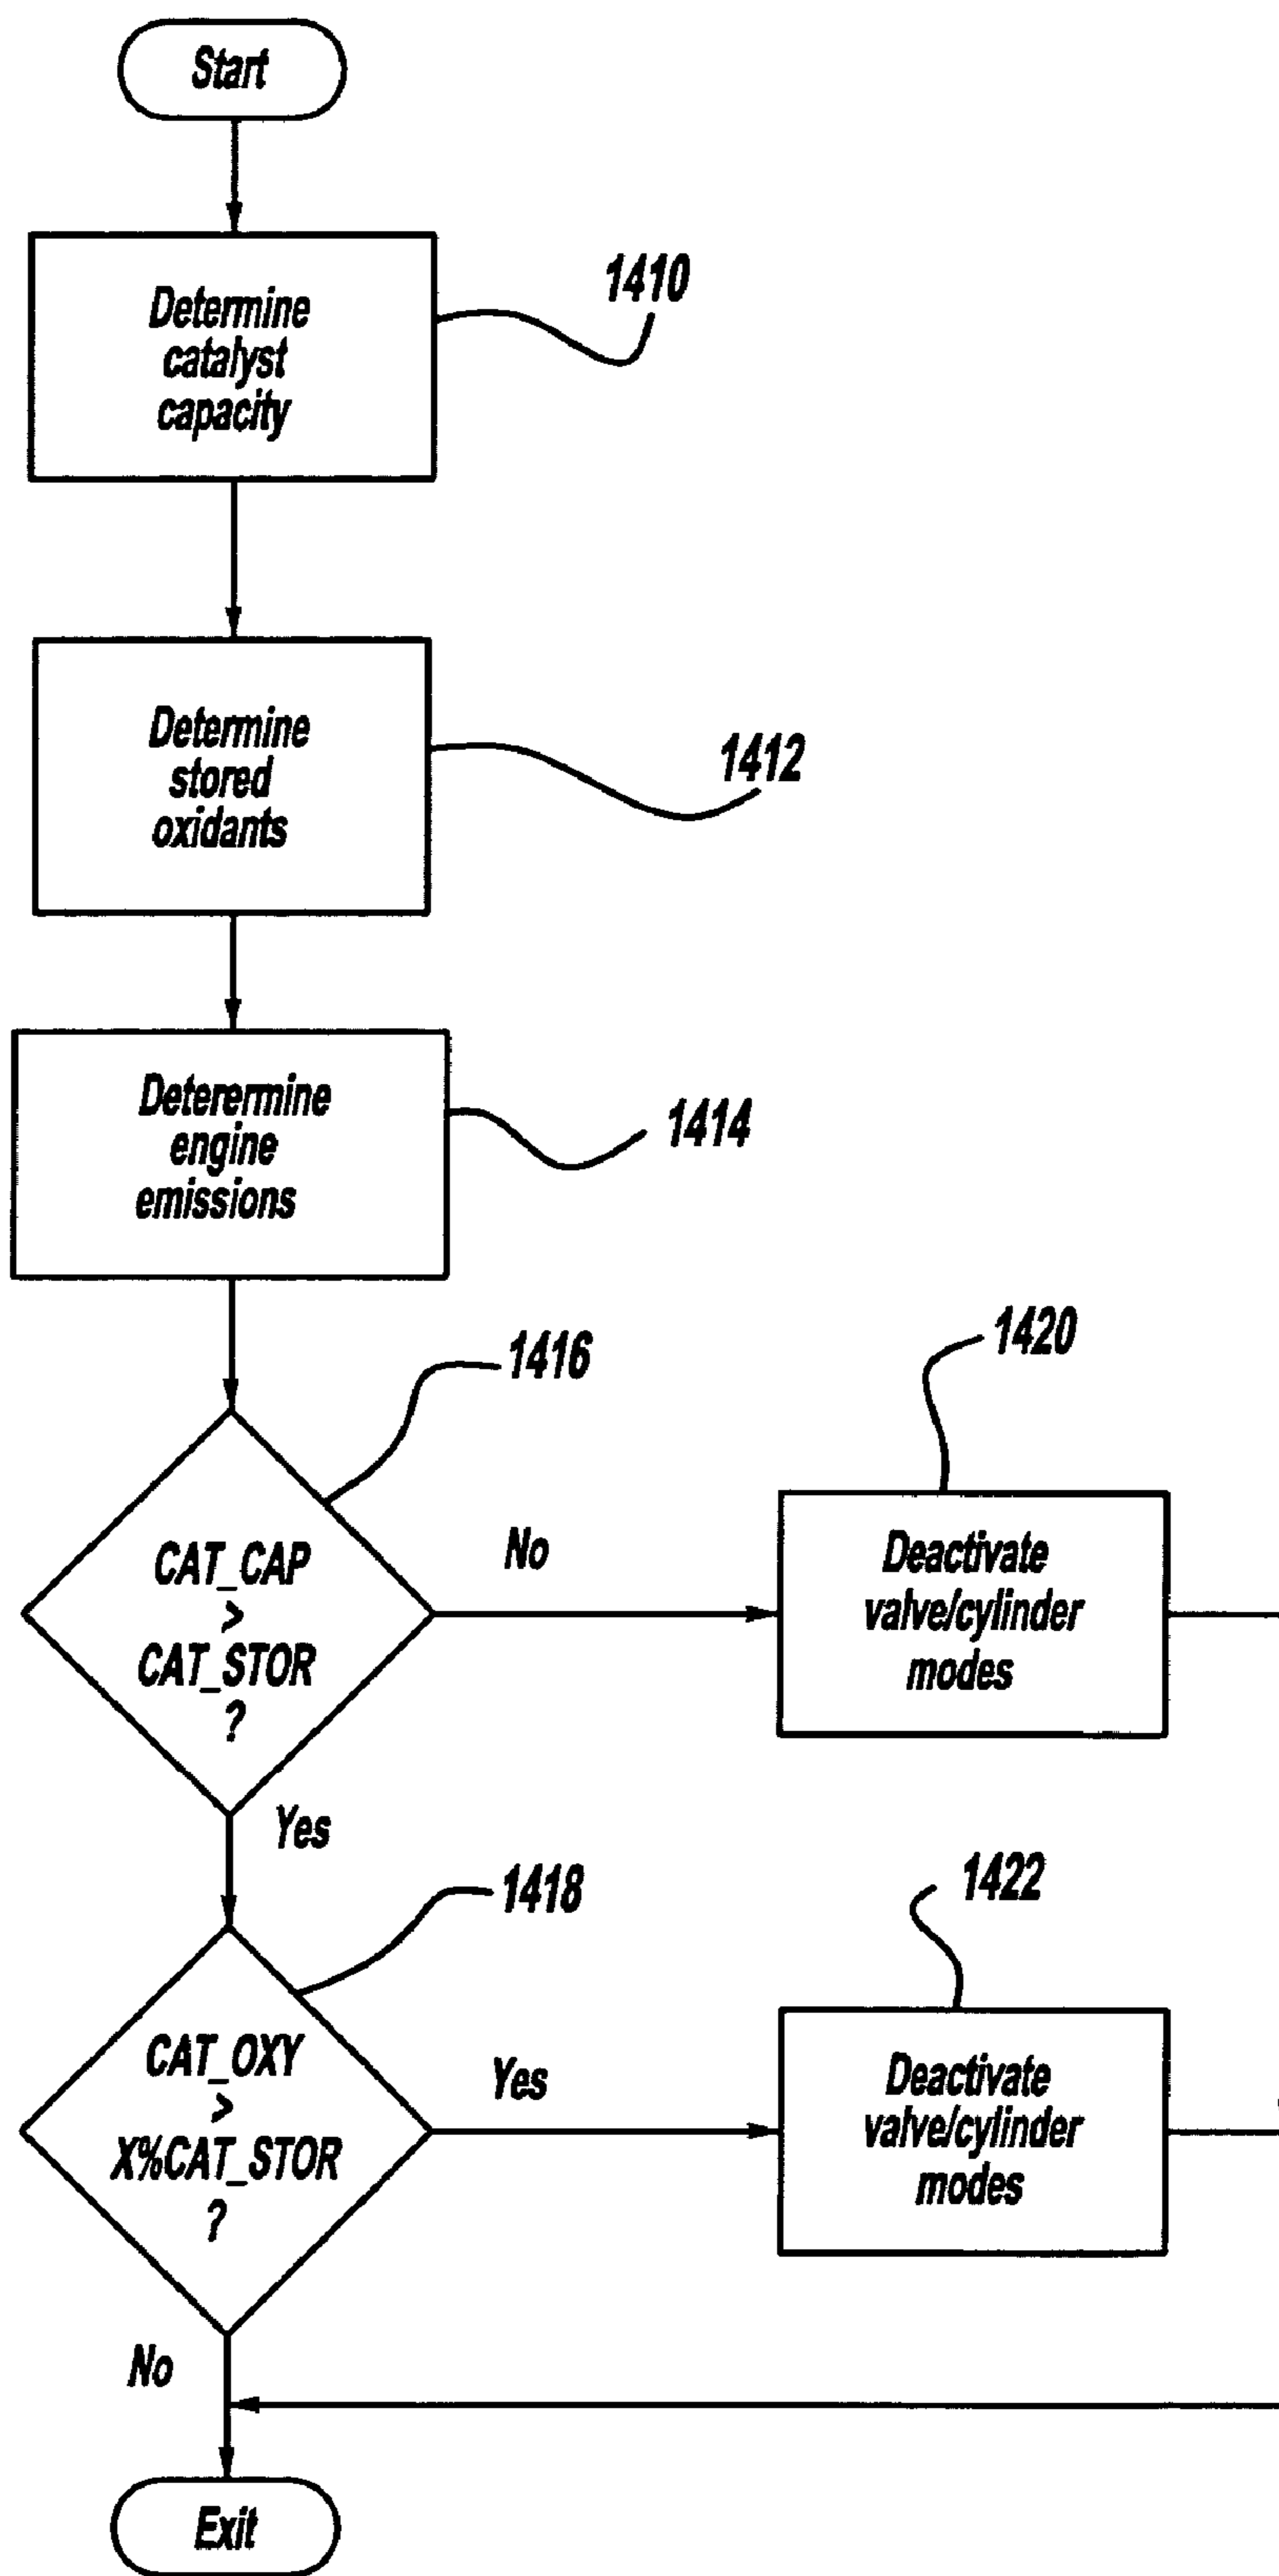 Start
Determine
catalyst
capacity
1410
Determine
stored
oxidants
1412
Deterermine
engine
emissions
1414
1416
CAT_CAP
>
CAT_STOR
?
No
1420
Deactivate
valve/cylinder
modes
Yes
1418
CAT_OXY
>
X%CAT_STOR
?
Yes
1422
Deactivate
valve/cylinder
modes
No
Exit